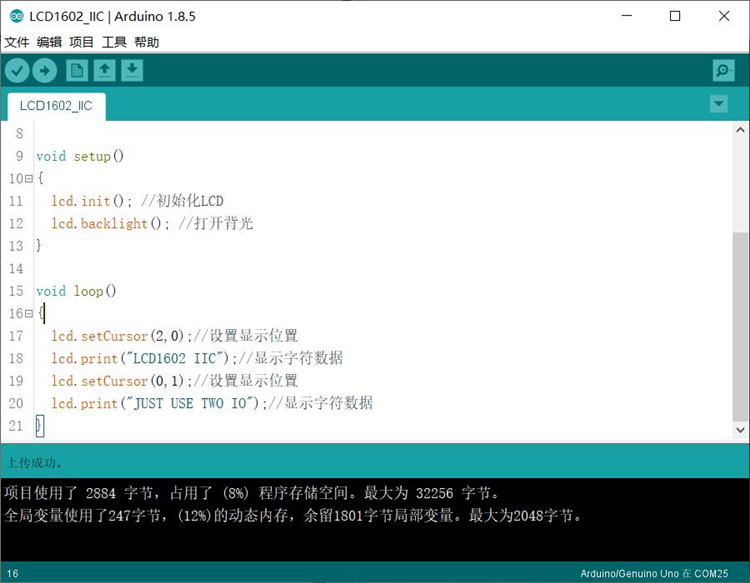 LCD1602_IIC | Arduino 1.8.5
文件 编辑 项目 工具 帮助
LCD1602_IIC
8
9 void setup()
10 {
11 lcd.init(); //初始化LCD
12 lcd.backlight(); //打开背光
13 }
14
15 void loop()
16 {
17 lcd.setCursor(2,0);//设置显示位置
18 lcd.print("LCD1602 IIC");//显示字符数据
19 lcd.setCursor(0,1);//设置显示位置
20 lcd.print("JUST USE TWO IO");//显示字符数据
21 }
上传成功。
项目使用了 2884 字节，占用了 (8%) 程序存储空间。最大为 32256 字节。
全局变量使用了247字节，(12%)的动态内存，余留1801字节局部变量。最大为2048字节。
16 Arduino/Genuino Uno 在 COM25